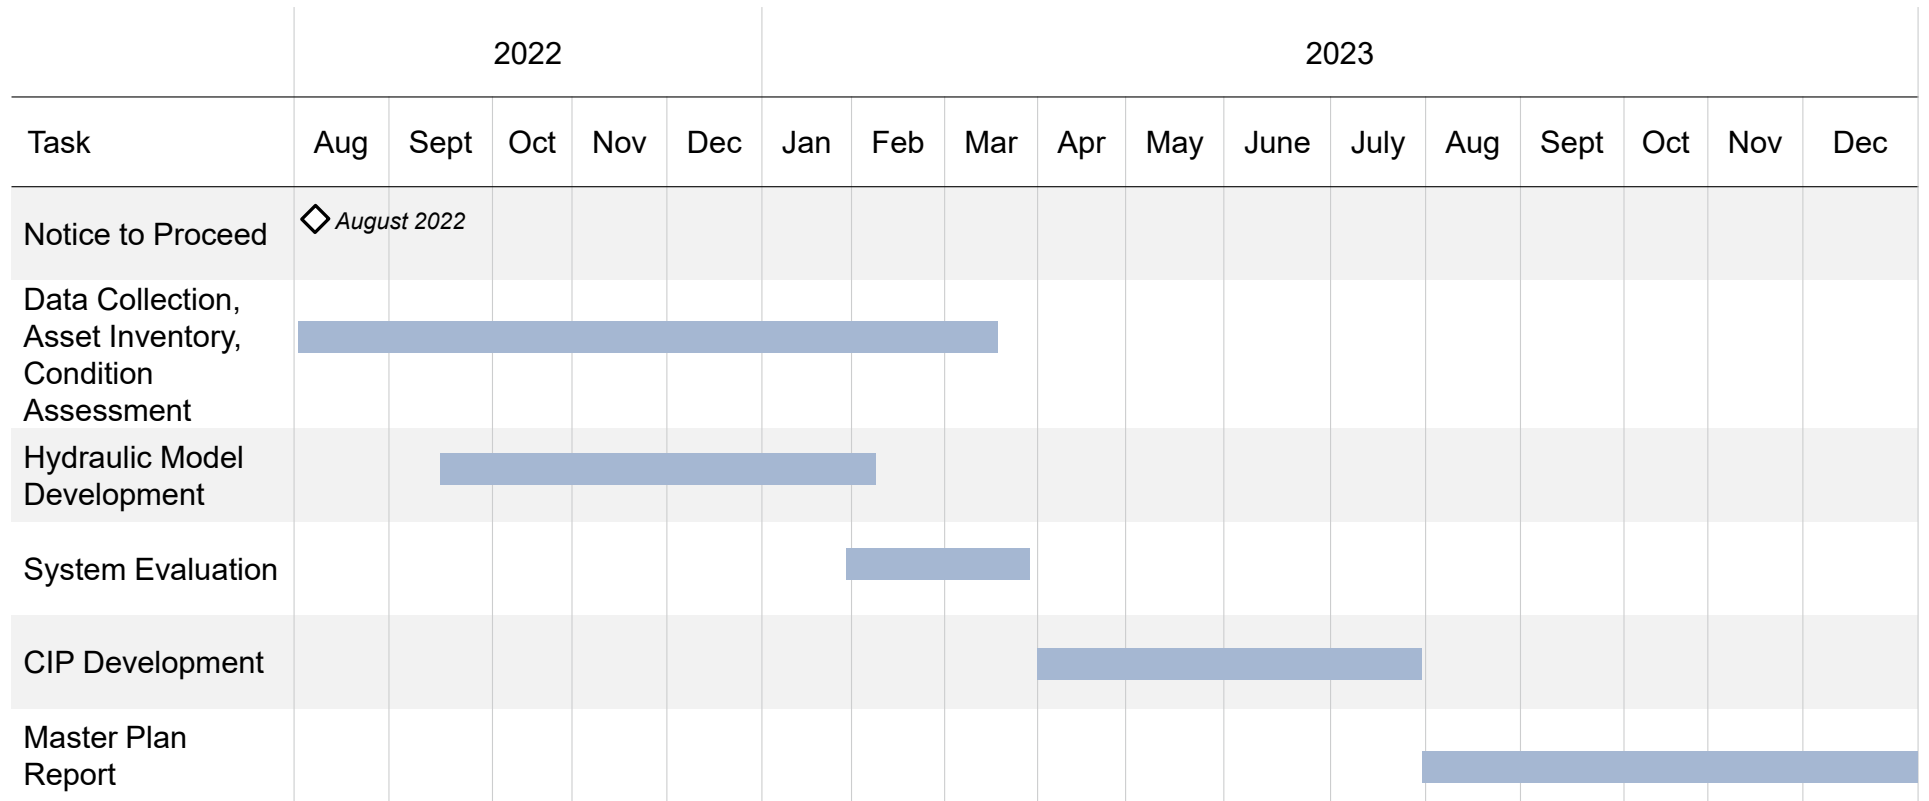 2022 2023
Task Aug Sept Oct Nov Dec Jan Feb Mar Apr May June July Aug Sept Oct Nov Dec
Notice to Proceed
August 2022
Data Collection,
Asset Inventory,
Condition
Assessment
Hydraulic Model
Development
System Evaluation
CIP Development
Master Plan
Report